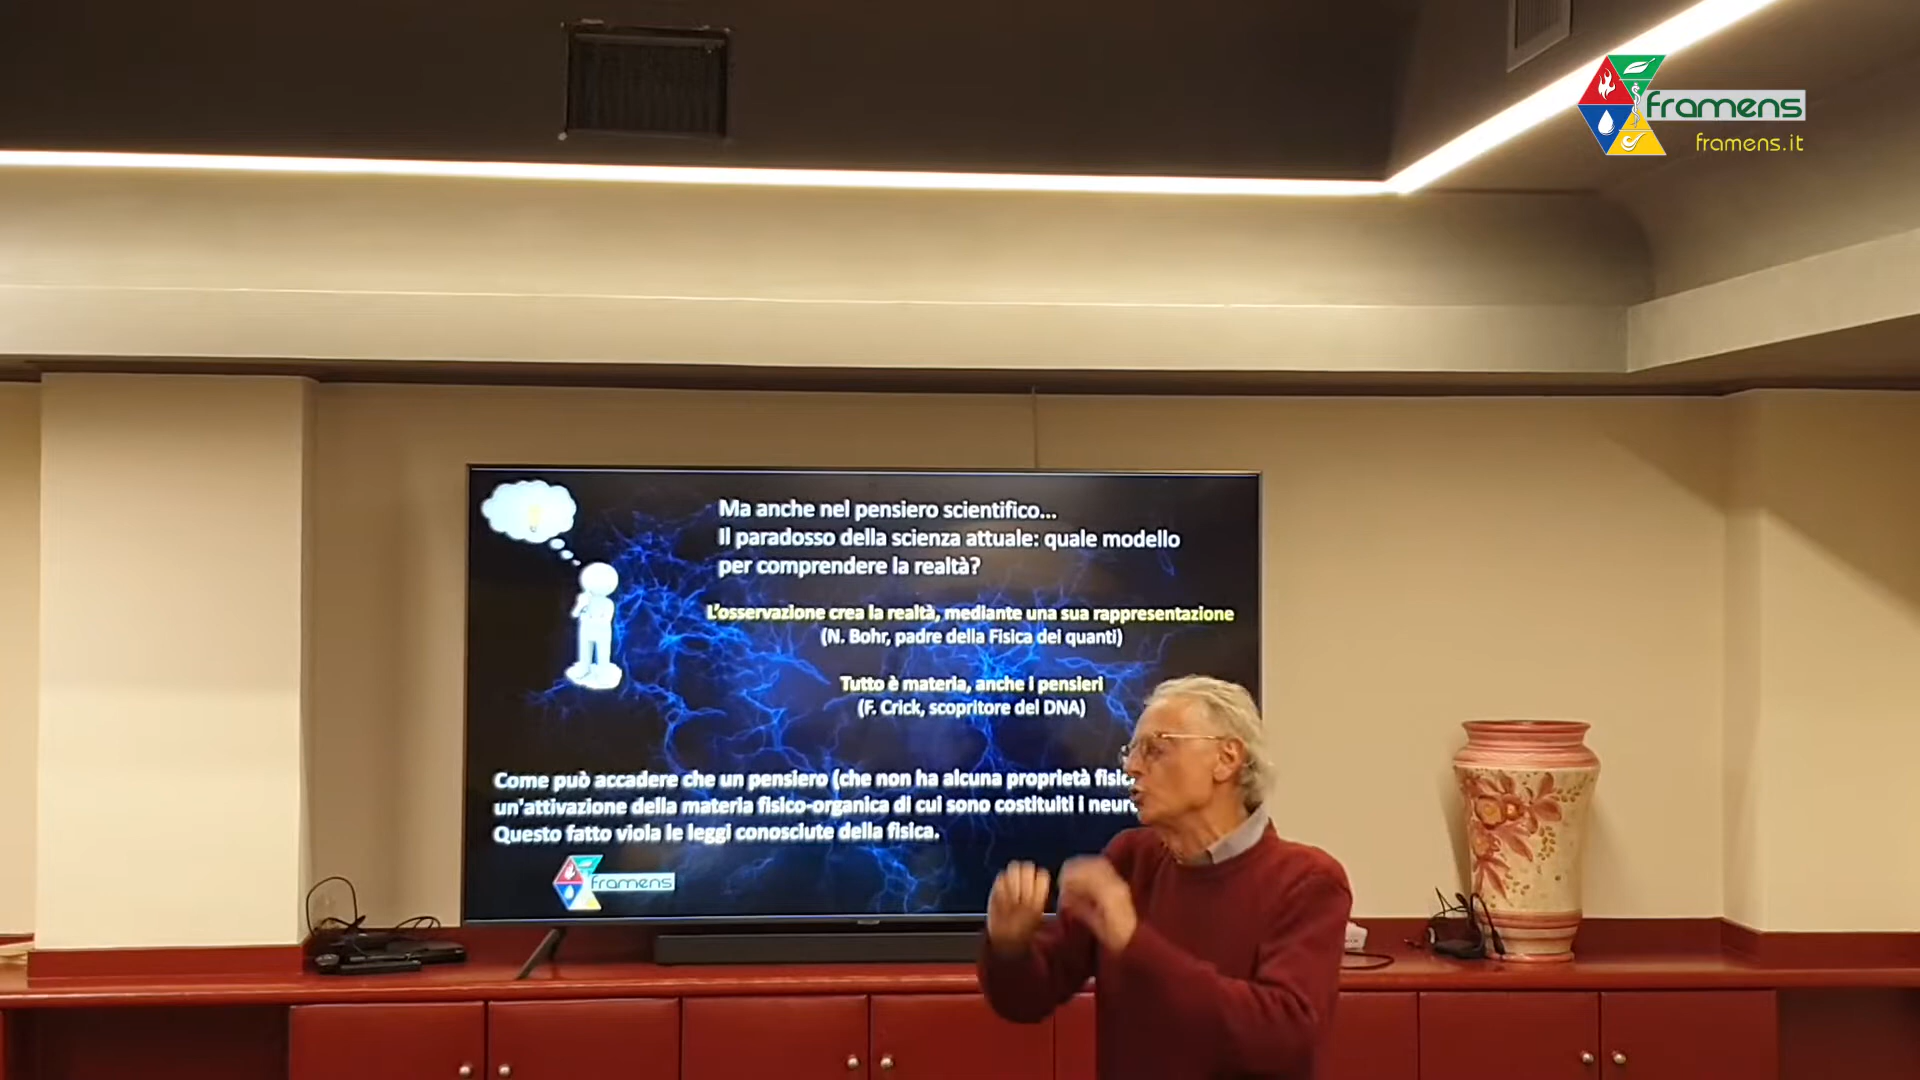 framens
framens.it
Ma anche nel pensiero scientifico...
Il paradosso della scienza attuale: quale modello
per comprendere la realtà?
L'osservazione crea la realtà, mediante una sua rappresentazione
(N. Bohr, padre della Fisica dei quanti)
Tutto è materia, anche i pensieri
(F. Crick, scopritore del DNA)
Come può accadere che un pensiero (che non ha alcuna proprietà
un'attivazione della materia fisico-organica di cui sono costituiti i
Questo fatto viola le leggi conosciute della fisica.
framens